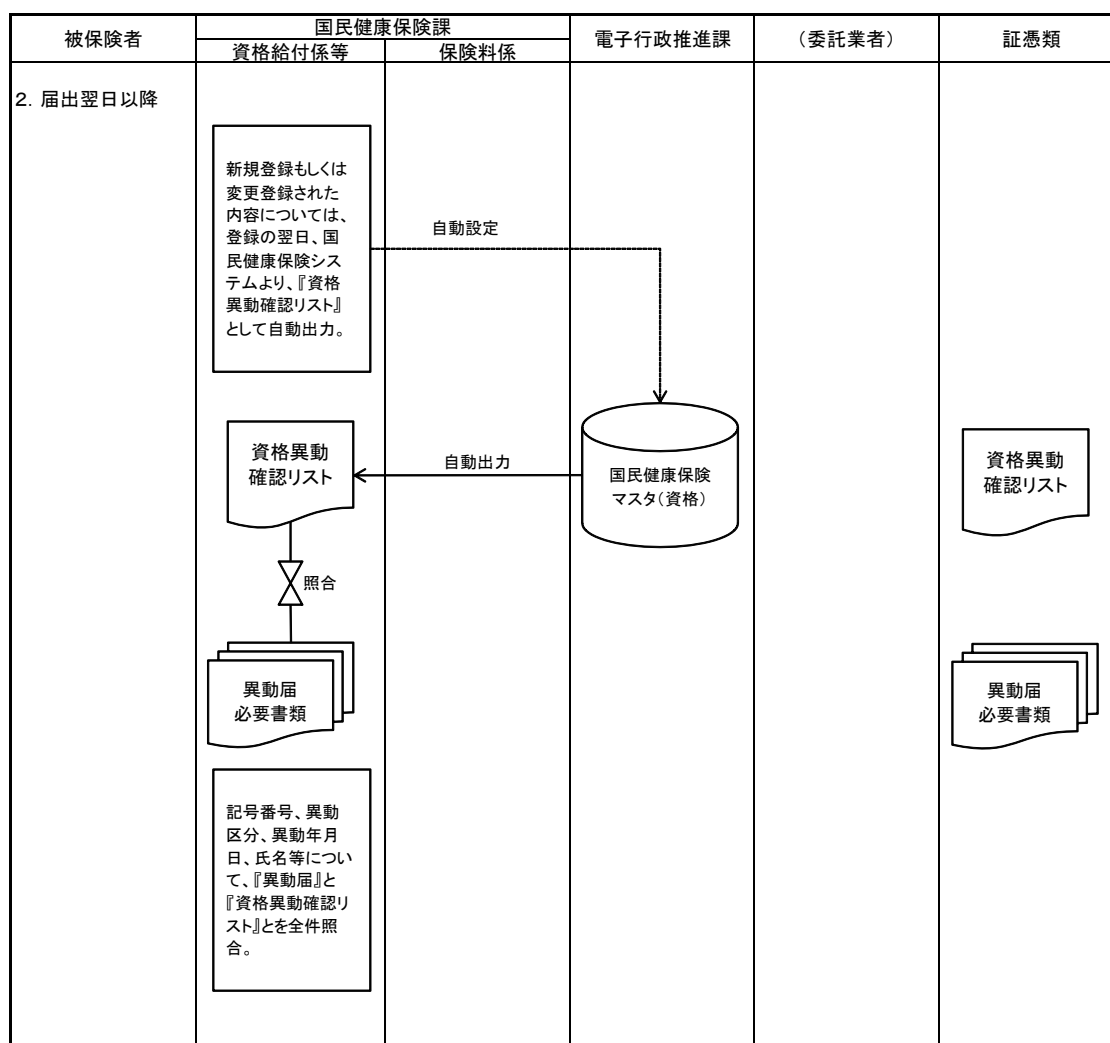 被保険者
国民健康保険課
資格給付係等
保険料係
電子行政推進課
（委託業者）
証憑類
２．届出翌日以降
新規登録もしくは
変更登録された
内容については、
登録の翌日、国
民健康保険シス
テムより、『資格
異動確認リスト』
として自動出力。
自動設定
資格異動
確認リスト
自動出力
国民健康保険
マスタ（資格）
資格異動
確認リスト
照合
異動届
必要書類
異動届
必要書類
記号番号、異動
区分、異動年月
日、氏名等につい
て、『異動届』と
『資格異動確認リ
スト』とを全件照
合。